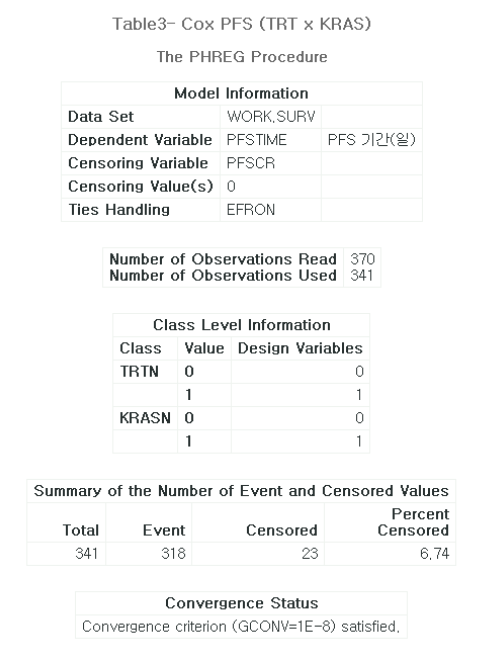 Table3- Cox PFS (TRT x KRAS)
The PHREG Procedure
Model Information
Data Set WORK.SURV
Dependent Variable PFSTIME PFS 기간(일)
Censoring Variable PFSCR
Censoring Value(s) 0
Ties Handling EFRON
Number of Observations Read 370
Number of Observations Used 341
Class Level Information
Class Value Design Variables
TRTN 0 0
1 1
KRASN 0 0
1 1
Summary of the Number of Event and Censored Values
Total Event Censored Percent Censored
341 318 23 6.74
Convergence Status
Convergence criterion (GCONV=1E-8) satisfied.